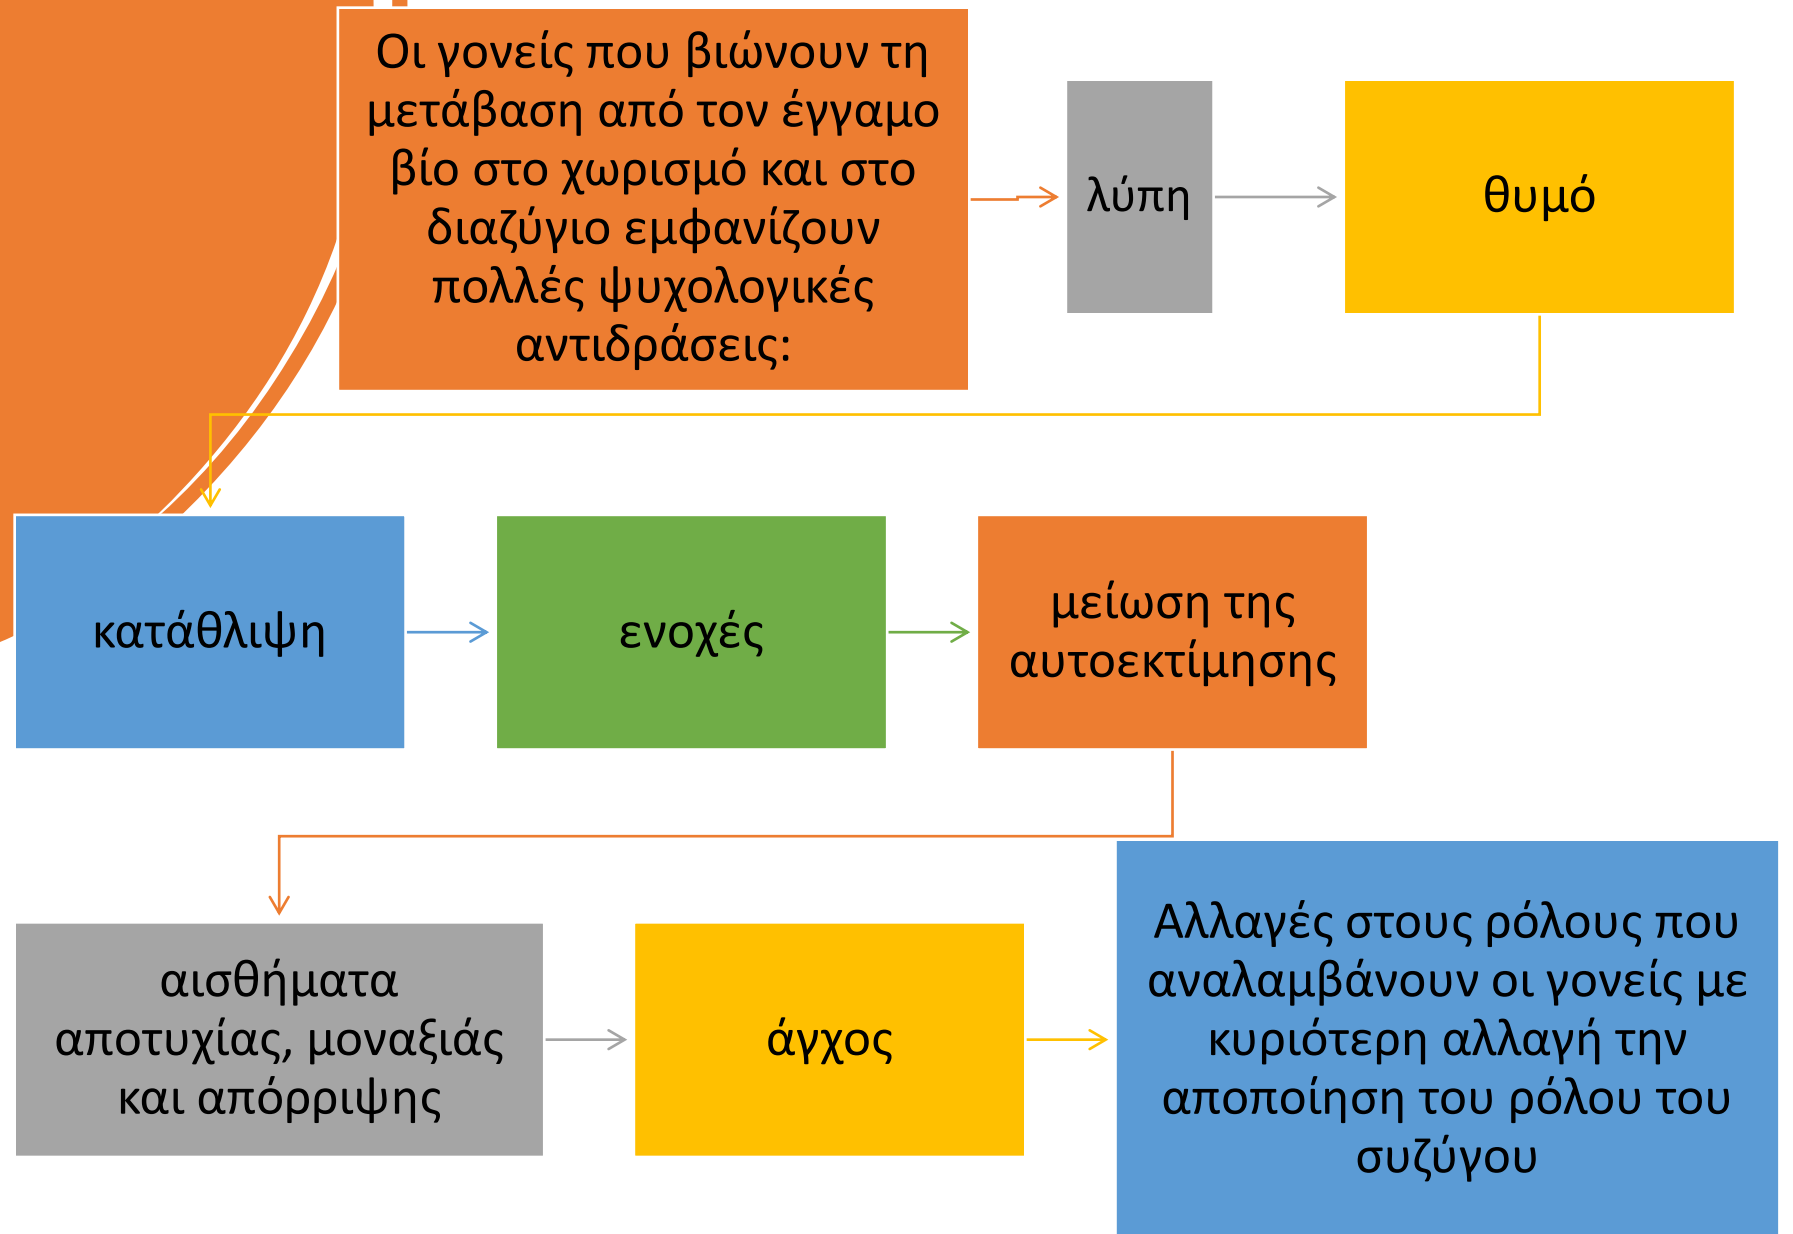 Οι γονείς που βιώνουν τη
μετάβαση από τον έγγαμο
βίο στο χωρισμό και στο
διαζύγιο εμφανίζουν
πολλές ψυχολογικές
αντιδράσεις:
λύπη
θυμό
κατάθλιψη
ενοχές
μείωση της
αυτοεκτίμησης
αισθήματα
αποτυχίας, μοναξιάς
και απόρριψης
άγχος
Αλλαγές στους ρόλους που
αναλαμβάνουν οι γονείς με
κυριότερη αλλαγή την
αποποίηση του ρόλου του
συζύγου